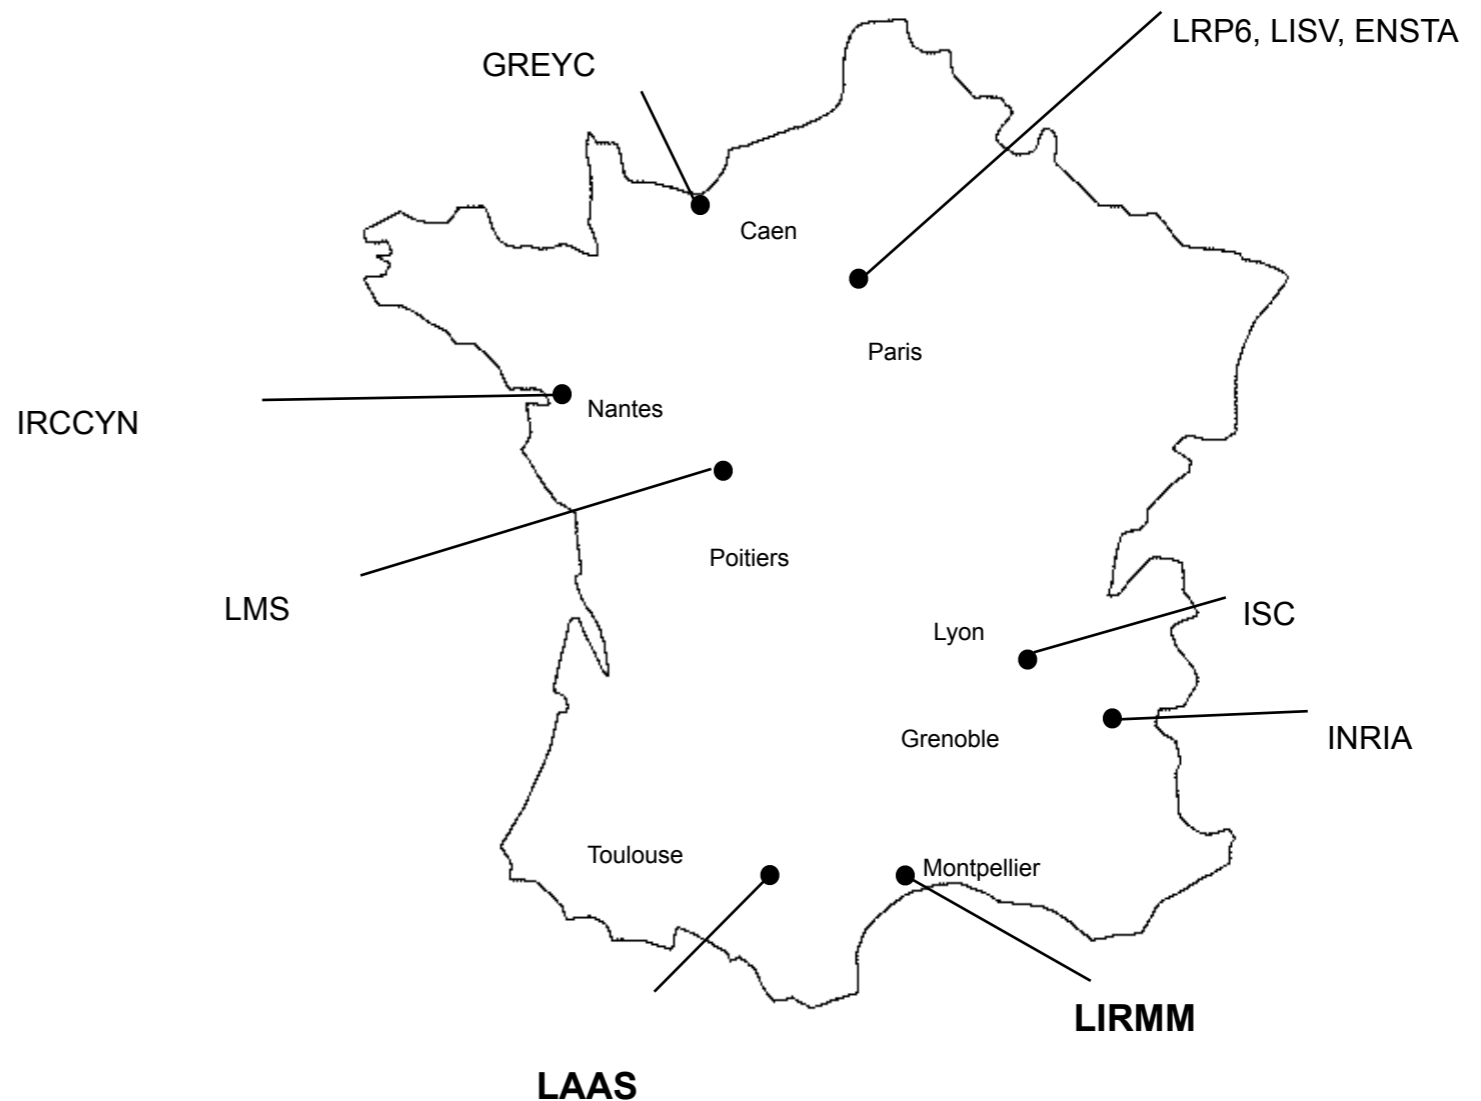 LRP6, LISV, ENSTA
GREYC
Caen
Paris
IRCCYN
Nantes
Poitiers
LMS
Lyon
ISC
Grenoble
INRIA
Toulouse
Montpellier
LIRMM
LAAS